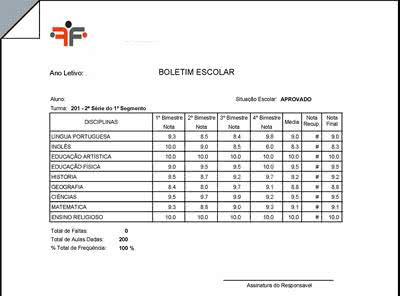 Ano Letivo:
BOLETIM ESCOLAR
Aluno:
Situação Escolar: APROVADO
Turma: 201 - 2ª Série do 1º Segmento
DISCIPLINAS 1º Bimestre Nota 2º Bimestre Nota 3º Bimestre Nota 4º Bimestre Nota Média Nota Recup. Nota Final
LINGUA PORTUGUESA 9.3 8.5 8.4 9.8 9.0 # 9.0
INGLÊS 10.0 9.0 8.5 6.0 8.3 # 8.3
EDUCAÇÃO ARTÍSTICA 10.0 10.0 10.0 10.0 10.0 # 10.0
EDUCAÇÃO FÍSICA 9.0 9.5 9.5 10.0 9.5 # 9.5
HISTORIA 9.5 8.7 9.2 9.7 9.2 # 9.2
GEOGRAFIA 8.4 8.0 9.7 9.1 8.8 # 8.8
CIÊNCIAS 9.5 9.7 9.9 9.2 9.5 # 9.5
MATEMATICA 9.3 8.8 9.0 9.3 9.1 # 9.1
ENSINO RELIGIOSO 10.0 10.0 10.0 10.0 10.0 # 10.0
Total de Faltas: 0
Total de Aulas Dadas: 200
% Total de Freqüência: 100 %
Assinatura do Responsavel